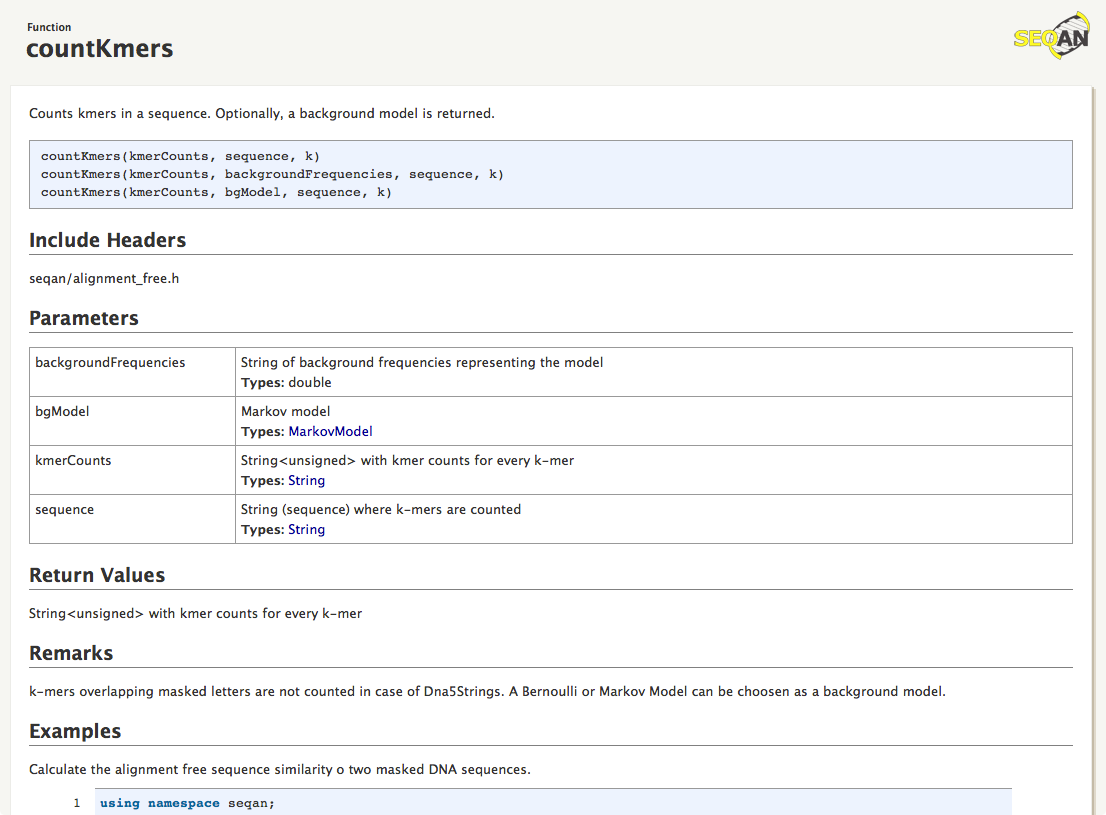 Function
countKmers
SEQAN
Counts kmers in a sequence. Optionally, a background model is returned.
countKmers(kmerCounts, sequence, k)
countKmers(kmerCounts, backgroundFrequencies, sequence, k)
countKmers(kmerCounts, bgModel, sequence, k)
Include Headers
seqan/alignment_free.h
Parameters
backgroundFrequencies
String of background frequencies representing the model
Types: double
bgModel
Markov model
Types: MarkovModel
kmerCounts
String<unsigned> with kmer counts for every k-mer
Types: String
sequence
String (sequence) where k-mers are counted
Types: String
Return Values
String<unsigned> with kmer counts for every k-mer
Remarks
k-mers overlapping masked letters are not counted in case of Dna5Strings. A Bernoulli or Markov Model can be choosen as a background model.
Examples
Calculate the alignment free sequence similarity o two masked DNA sequences.
1 using namespace seqan;